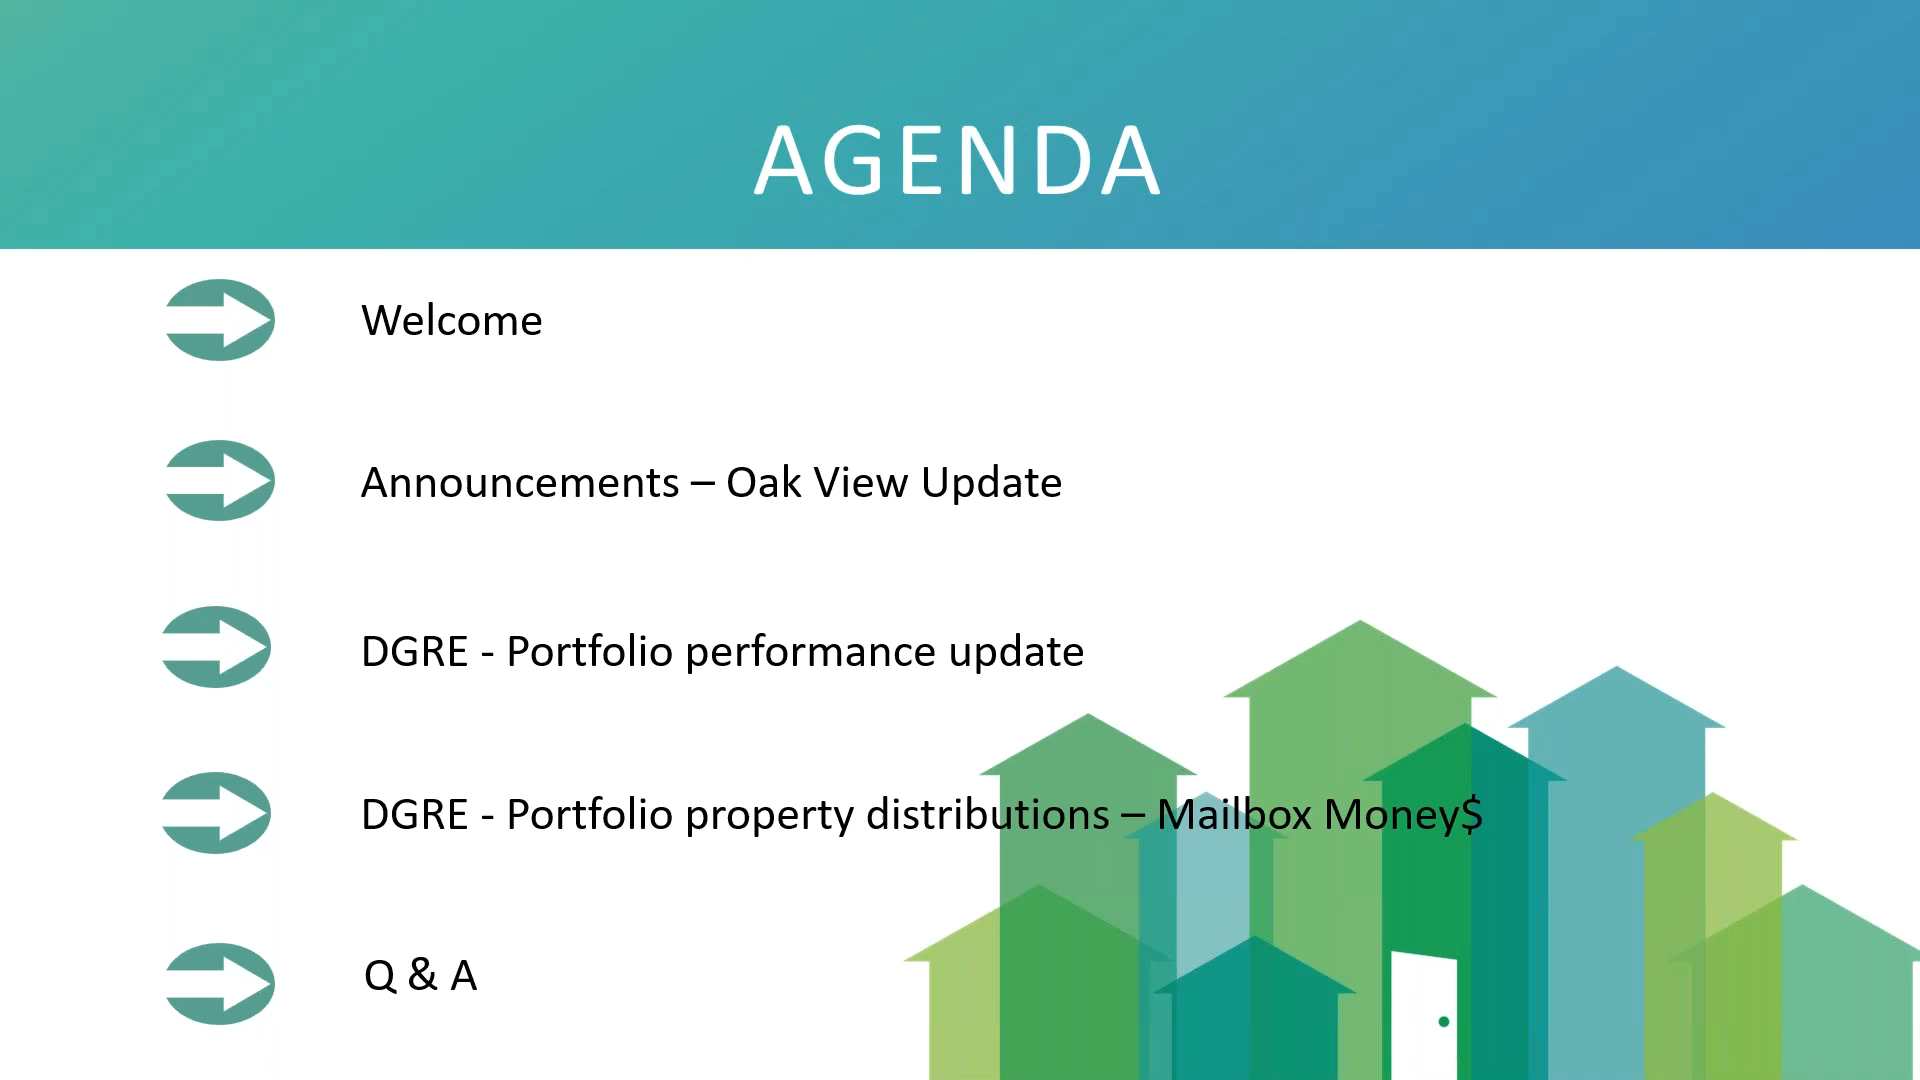 AGENDA
Welcome
Announcements – Oak View Update
DGRE - Portfolio performance update
DGRE - Portfolio property distributions – Mailbox Money$
Q & A